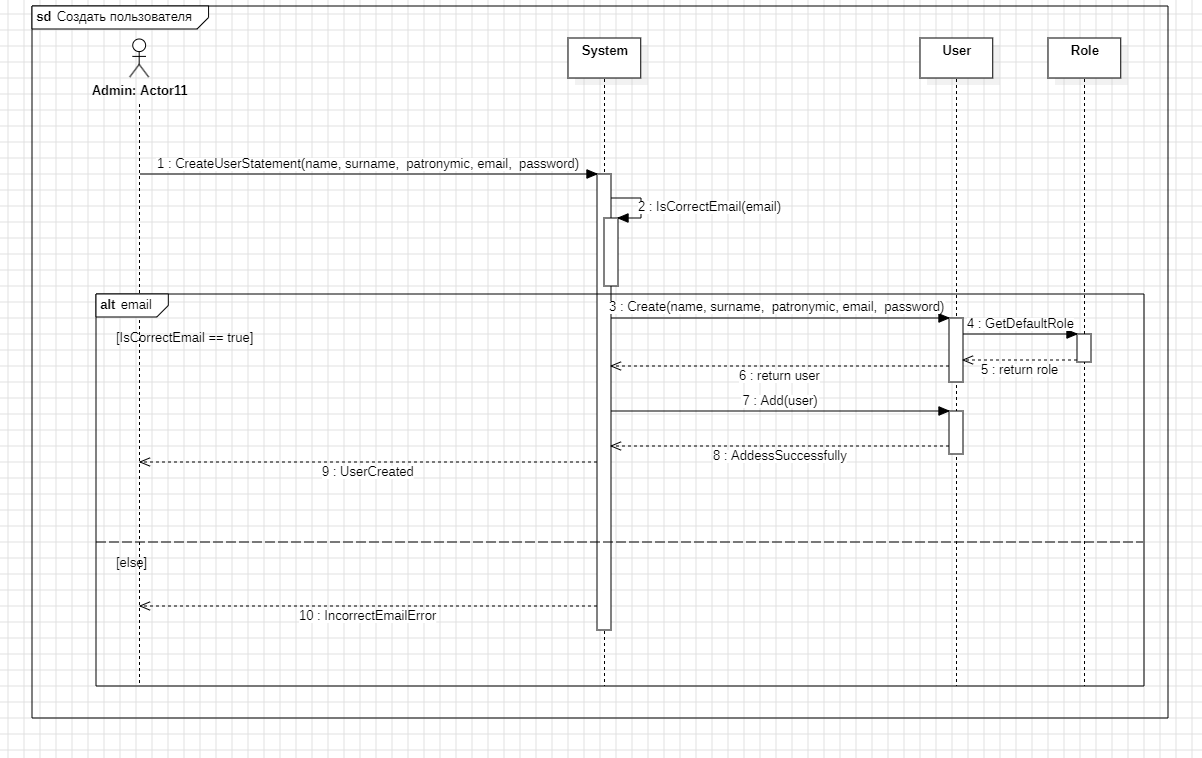 sd Создать пользователя
Admin: Actor11
System
User
Role
1 : CreateUserStatement(name, surname, patronymic, email, password)
2 : IsCorrectEmail(email)
alt email
3 : Create(name, surname, patronymic, email, password)
4 : GetDefaultRole
[IsCorrectEmail == true]
5 : return role
6 : return user
7 : Add(user)
8 : AddessSuccessfully
9 : UserCreated
[else]
10 : IncorrectEmailError